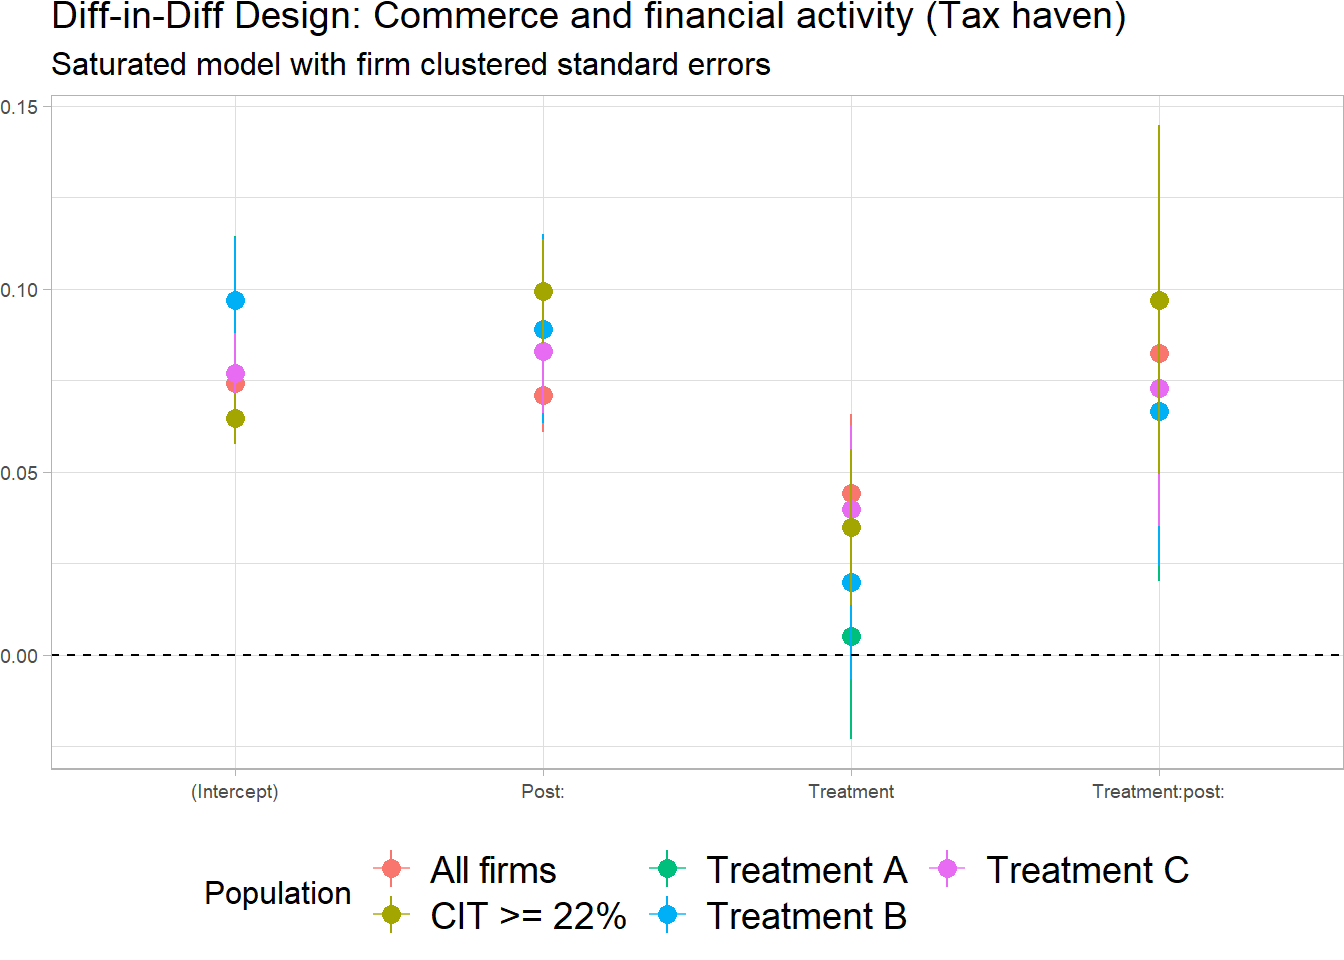 Diff-in-Diff Design: Commerce and financial activity (Tax haven)
Saturated model with firm clustered standard errors
0.15
0.10
0.05
0.00
(Intercept) Post: Treatment Treatment:post:
Population
All firms Treatment A Treatment C
CIT >= 22% Treatment B